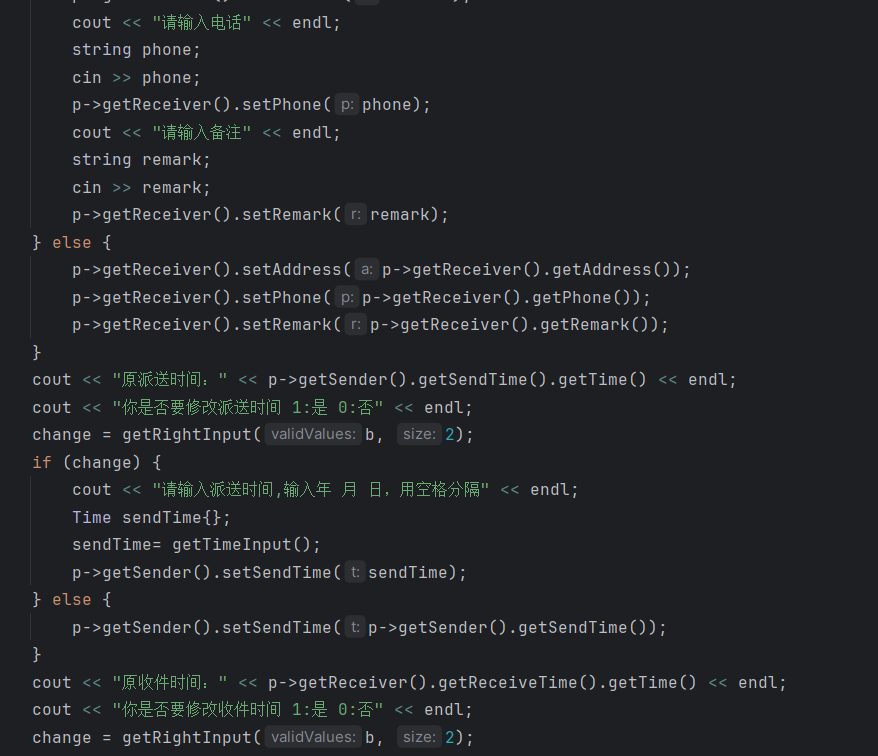 cout << "请输入电话" << endl;
string phone;
cin >> phone;
p->getReceiver().setPhone( p: phone);
cout << "请输入备注" << endl;
string remark;
cin >> remark;
p->getReceiver().setRemark( r: remark);
} else {
p->getReceiver().setAddress( a: p->getReceiver().getAddress());
p->getReceiver().setPhone( p: p->getReceiver().getPhone());
p->getReceiver().setRemark( r: p->getReceiver().getRemark());
}
cout << "原派送时间：" << p->getSender().getSendTime().getTime() << endl;
cout << "你是否要修改派送时间 1:是 0:否" << endl;
change = getRightInput( validValues: b, size: 2);
if (change) {
cout << "请输入派送时间,输入年 月 日，用空格分隔" << endl;
Time sendTime{};
sendTime= getTimeInput();
p->getSender().setSendTime( t: sendTime);
} else {
p->getSender().setSendTime( t: p->getSender().getSendTime());
}
cout << "原收件时间：" << p->getReceiver().getReceiveTime().getTime() << endl;
cout << "你是否要修改收件时间 1:是 0:否" << endl;
change = getRightInput( validValues: b, size: 2);